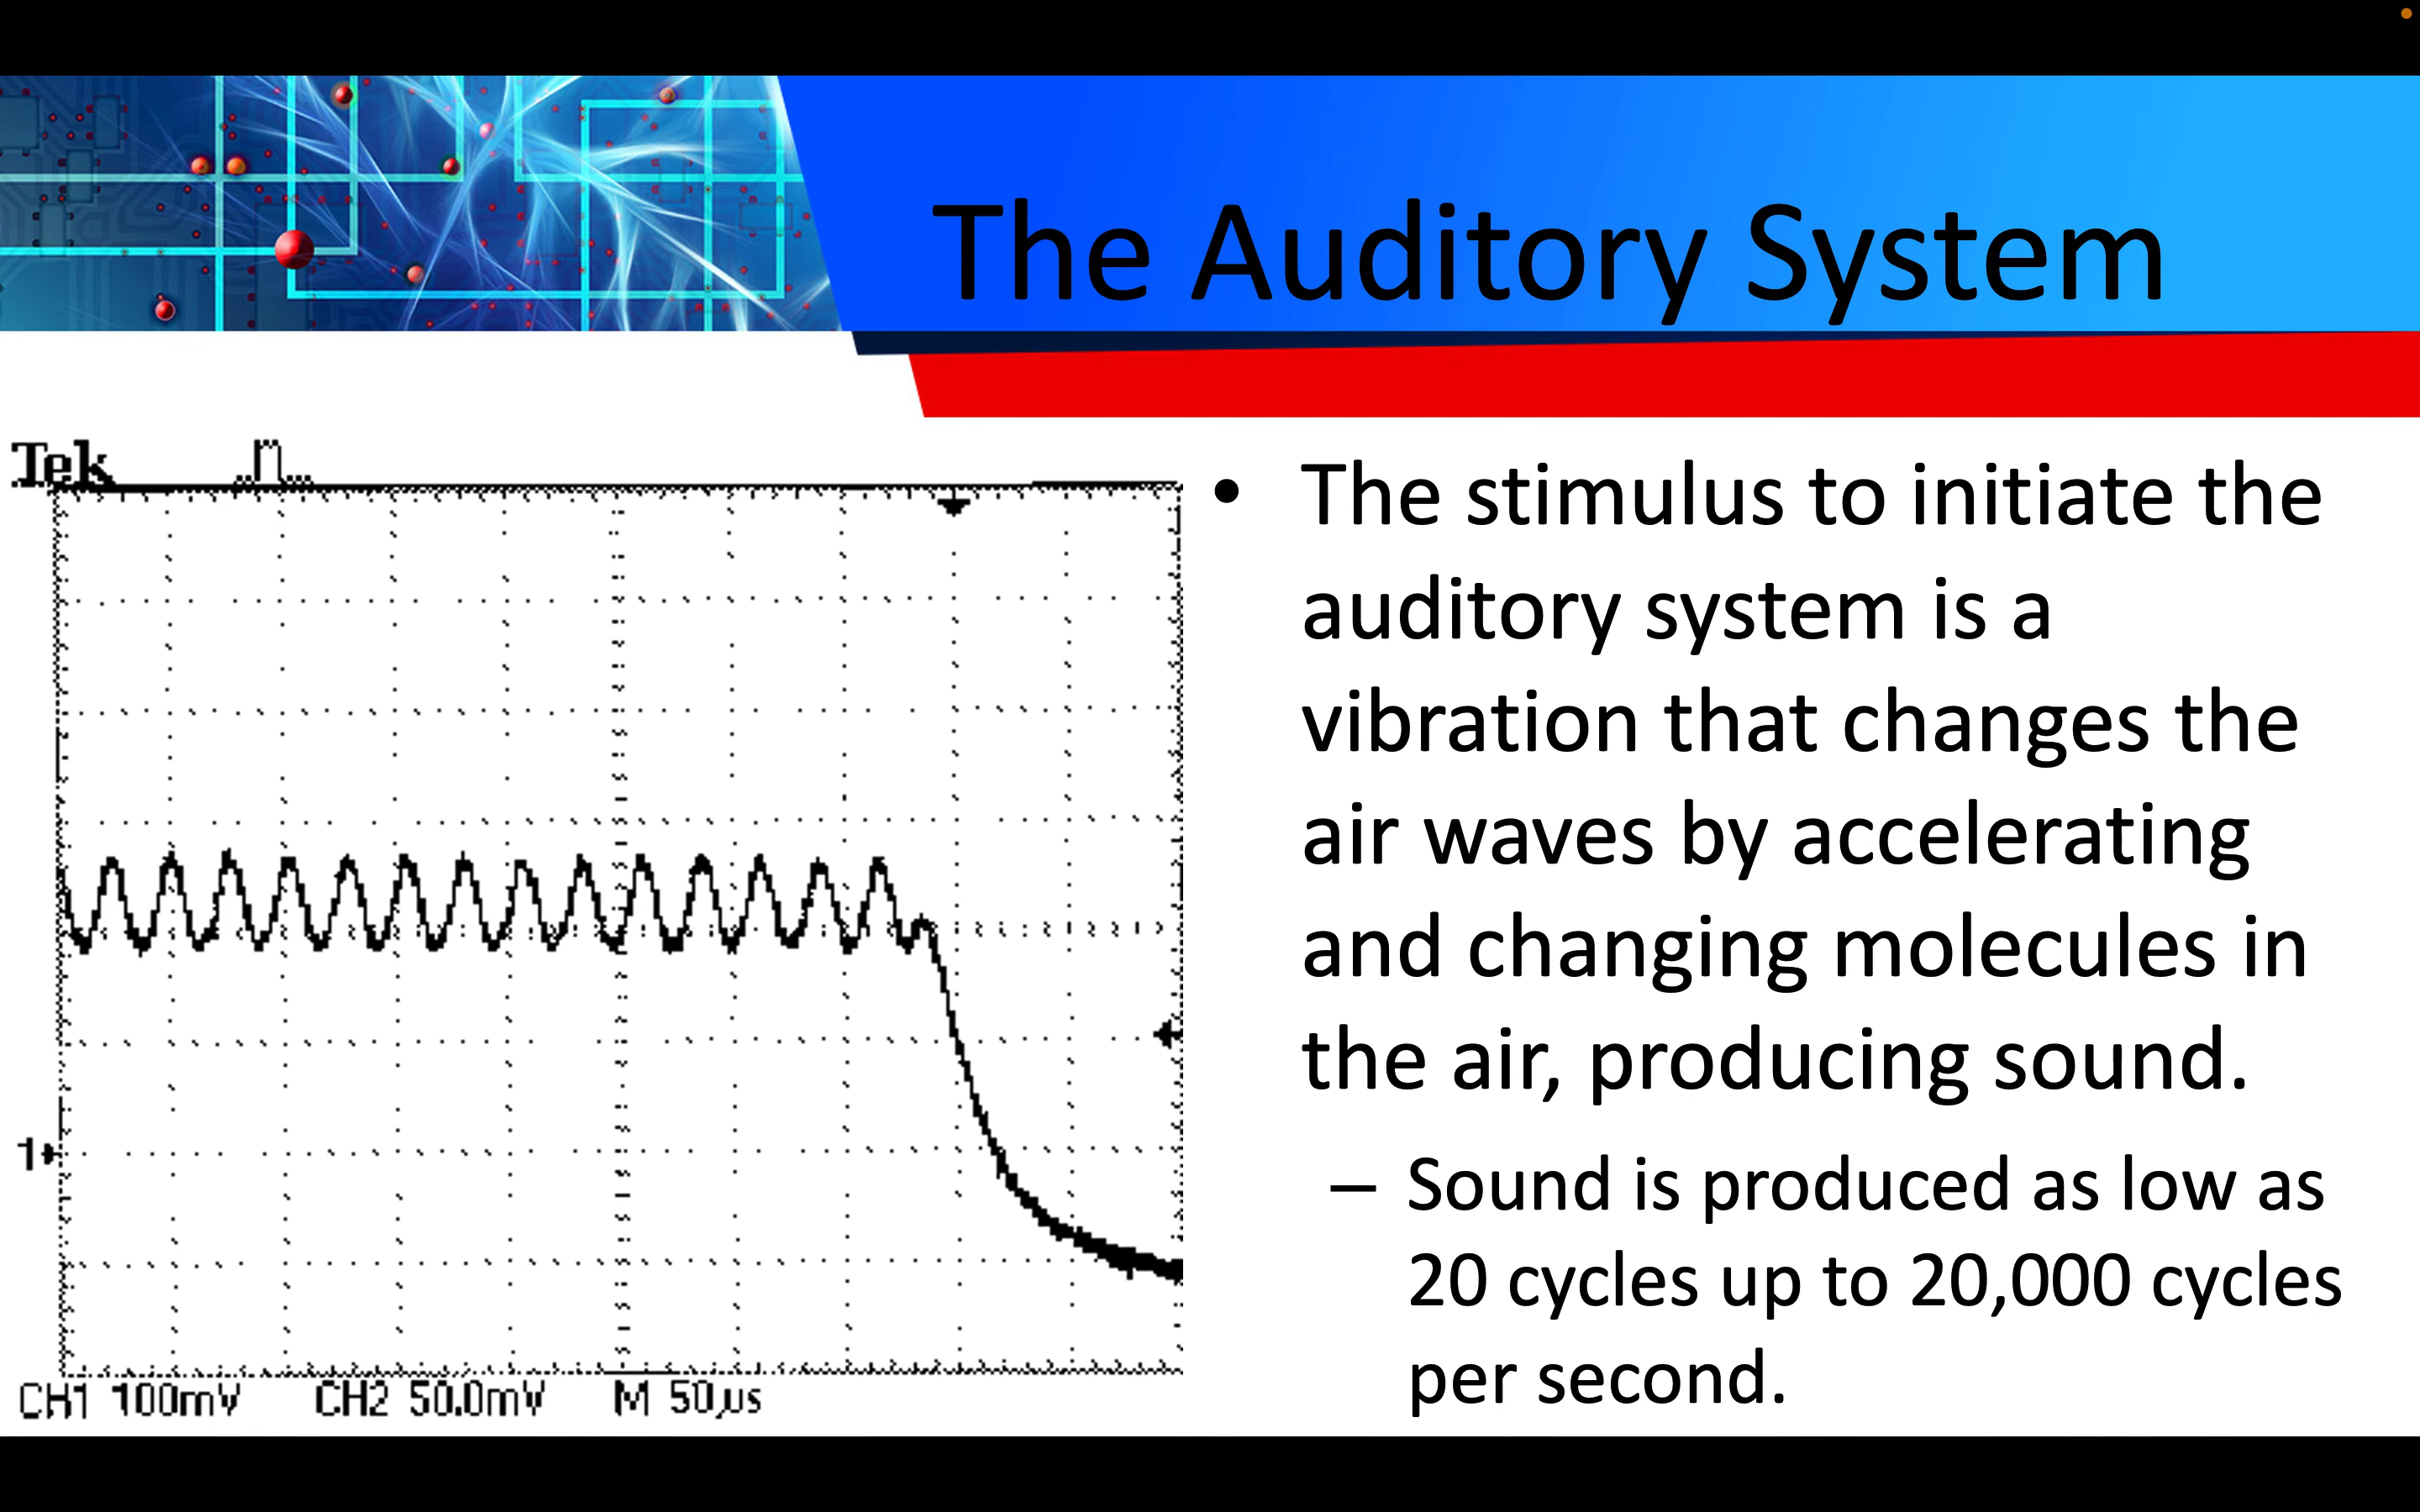 The Auditory System
Tek
• The stimulus to initiate the
auditory system is a
vibration that changes the
air waves by accelerating
and changing molecules in
the air, producing sound.
– Sound is produced as low as
20 cycles up to 20,000 cycles
per second.
1
CH1 100mV CH2 50.0mV M 50µs